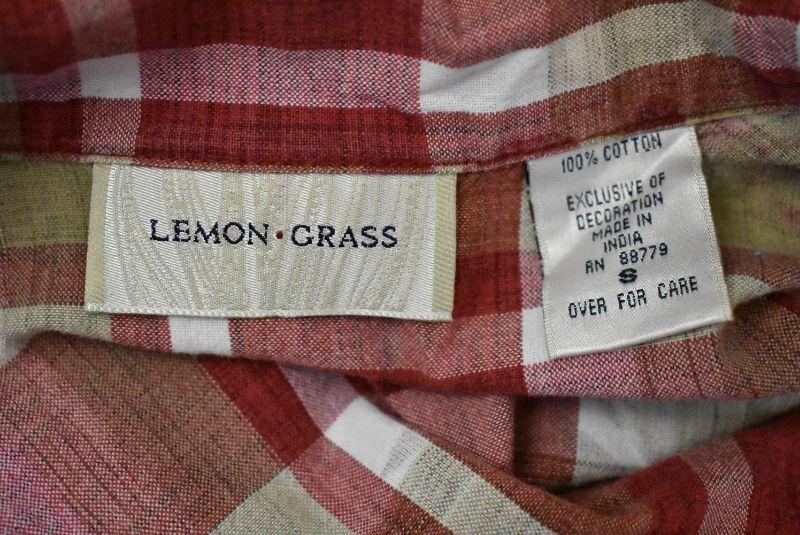 LEMON·GRASS
100% COTTON
EXCLUSIVE OF
DECORATION
MADE IN
INDIA
RN 88779
S
OVER FOR CARE